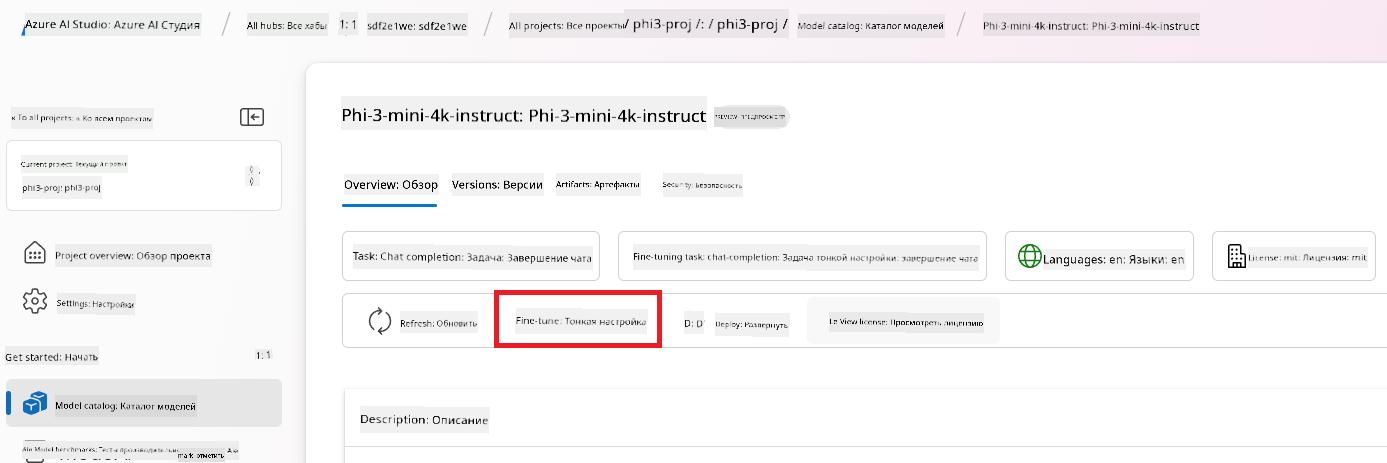 Azure AI Studio: Azure AI Студия / All hubs: Все хабы 1: 1 sdf2e1we: sdf2e1we / All projects: Все проекты / phi3-proj /: / phi3-proj / Model catalog: Каталог моделей / Phi-3-mini-4k-instruct: Phi-3-mini-4k-instruct
« To all projects: « Ко всем проектам
Current project: Текущий проект
phi3-proj: phi3-proj
Project overview: Обзор проекта
Settings: Настройки
Get started: Начать 1: 1
Model catalog: Каталог моделей
Model benchmarks: Тесты
mark: отметить
Phi-3-mini-4k-instruct: Phi-3-mini-4k-instruct PREVIEW: ПРЕДПРОСМОТР
Overview: Обзор Versions: Версии Artifacts: Артефакты Security: Безопасность
Task: Chat completion: Задача: Завершение чата Fine-tuning task: chat-completion: Задача тонкой настройки: завершение чата Languages: en: Языки: en License: mit: Лицензия: mit
Refresh: Обновить Fine-tune: Тонкая настройка D: D' Deploy: Развернуть Le View license: Просмотреть лицензию
Description: Описание